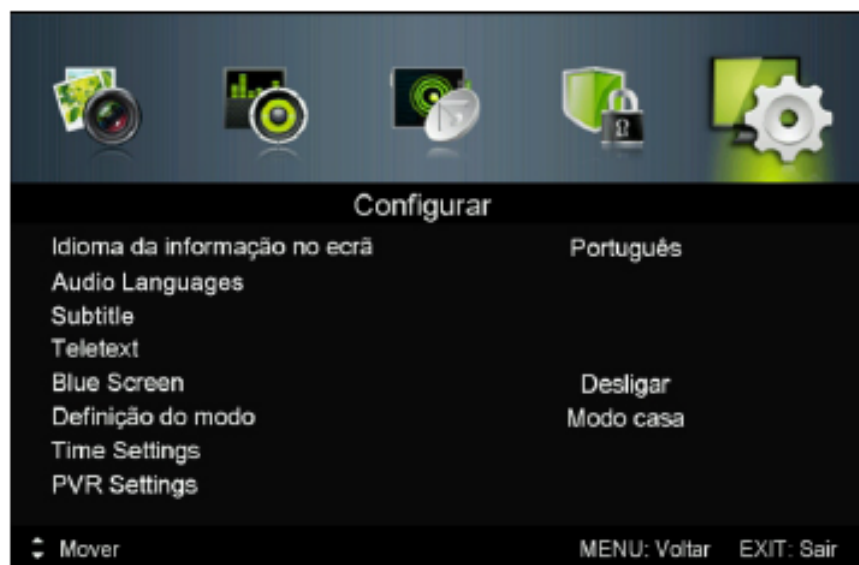 Configurar
Idioma da informação no ecrã Português
Audio Languages
Subtitle
Teletext
Blue Screen Desligar
Definição do modo Modo casa
Time Settings
PVR Settings
Mover MENU: Voltar EXIT: Sair